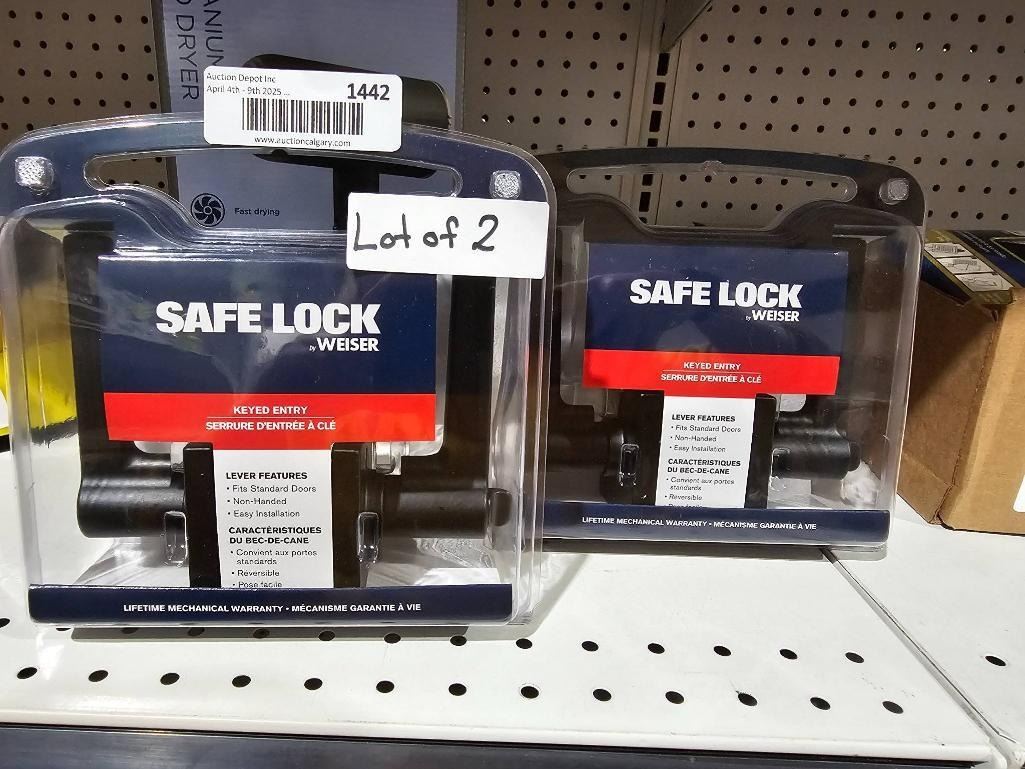 ANIUM
DRYER
Auction Depot Inc
April 4th - 9th 2025 ...
1442
www.auctioncalgary.com
Fast drying
Lot of 2
SAFE LOCK
by WEISER
KEYED ENTRY
SERRURE D'ENTRÉE À CLÉ
LEVER FEATURES
• Fits Standard Doors
• Non-Handed
• Easy Installation
CARACTÉRISTIQUES
DU BEC-DE-CANE
• Convient aux portes
standards
• Reversible
• Pose facile
LIFETIME MECHANICAL WARRANTY • MÉCANISME GARANTIE À VIE
SAFE LOCK
by WEISER
KEYED ENTRY
SERRURE D'ENTRÉE À CLÉ
LEVER FEATURES
• Fits Standard Doors
• Non-Handed
• Easy Installation
CARACTÉRISTIQUES
DU BEC-DE-CANE
• Convient aux portes
standards
• Reversible
LIFETIME MECHANICAL WARRANTY • MÉCANISME GARANTIE À VIE